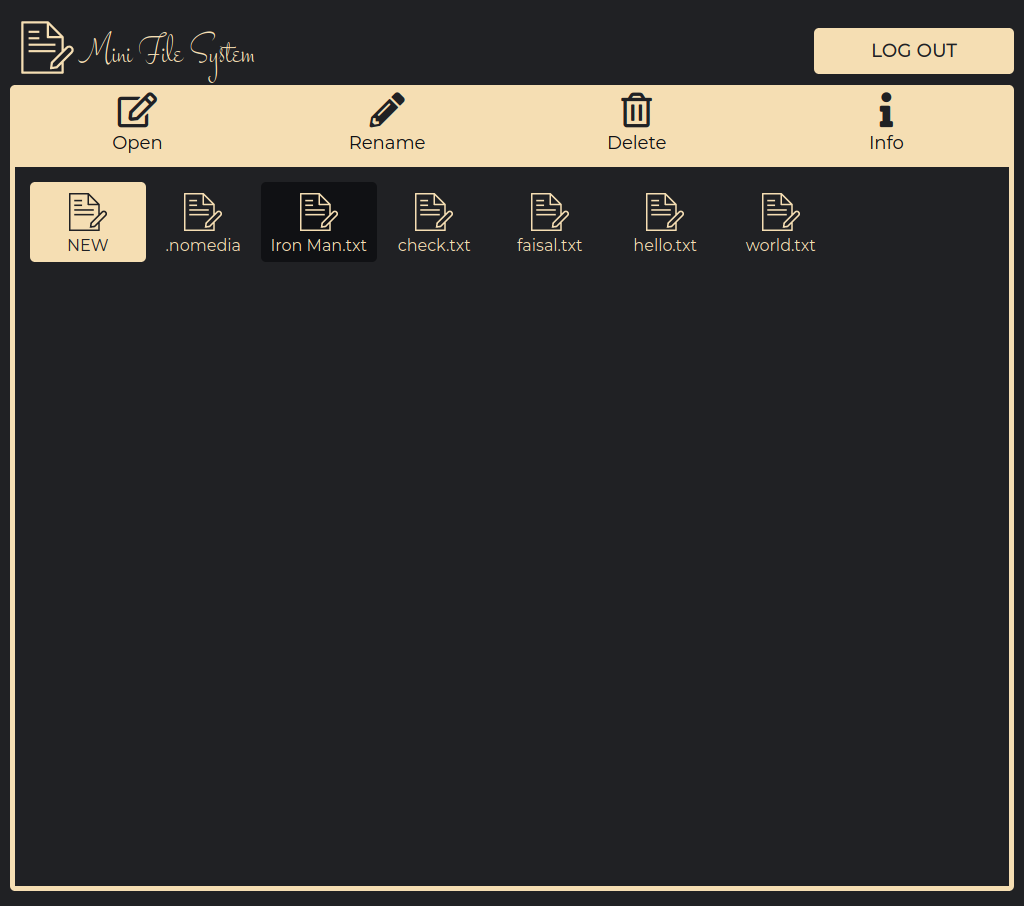 Mini File System
LOG OUT
Open Rename Delete Info
NEW .nomedia Iron Man.txt check.txt faisal.txt hello.txt world.txt